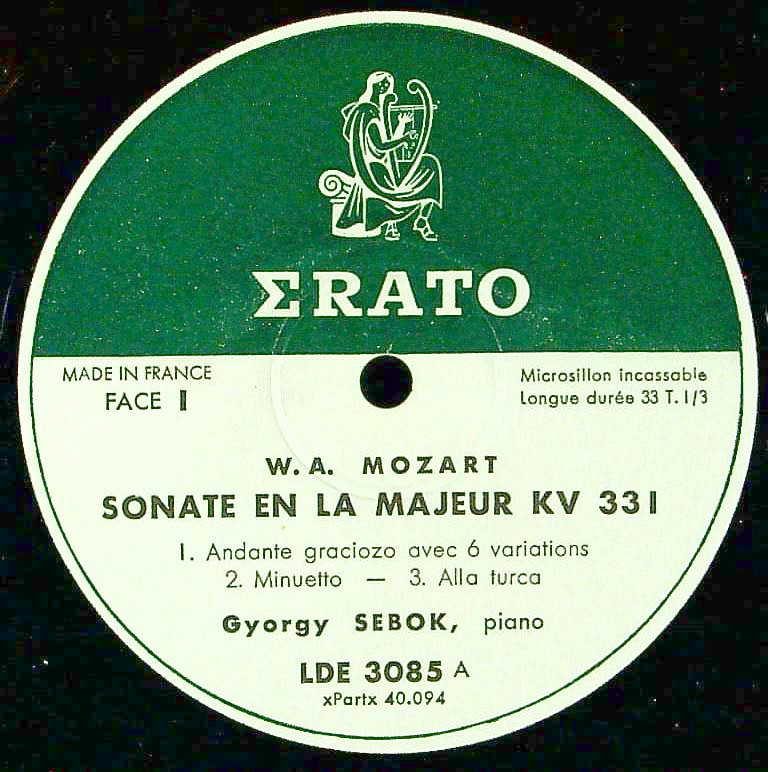 ΣRATO
MADE IN FRANCE
FACE I
Microsillon incassable
Longue durée 33 T. 1/3
W. A. MOZART
SONATE EN LA MAJEUR KV 331
1. Andante graciozo avec 6 variations
2. Minuetto — 3. Alla turca
Gyorgy SEBOK, piano
LDE 3085 A
xPartx 40.094